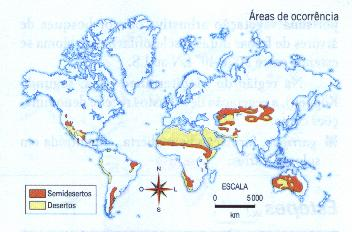 Áreas de ocorrência
N
O
L
S
ESCALA
0 5 000
km
Semidesertos
Desertos